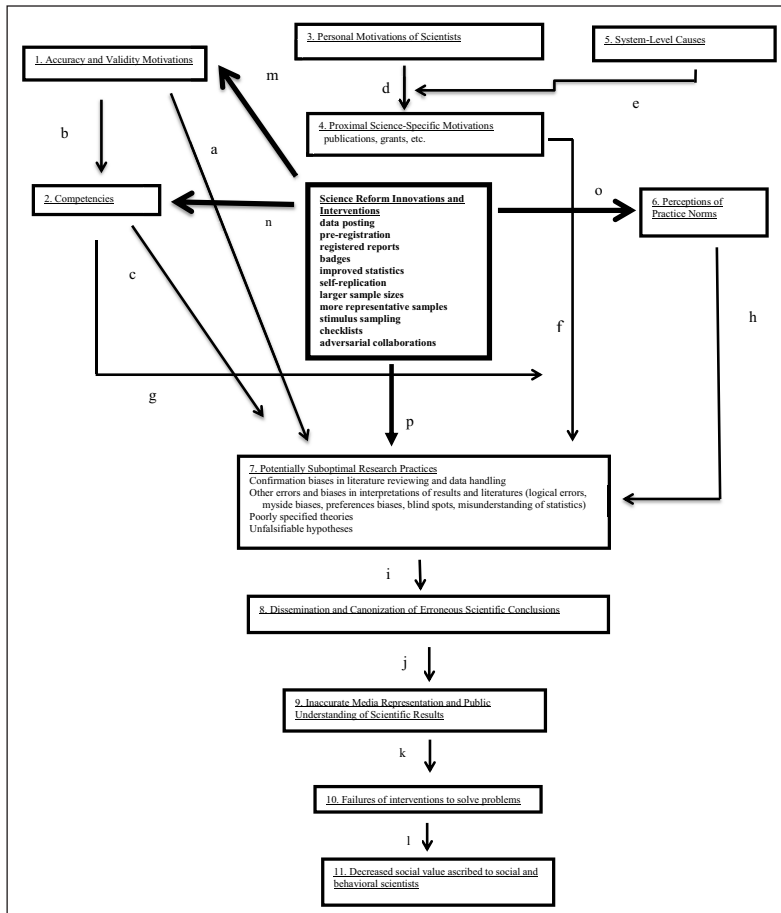 3. Personal Motivations of Scientists
5. System-Level Causes
1. Accuracy and Validity Motivations
m
d
e
4. Proximal Science-Specific Motivations
publications, grants, etc.
b
a
2. Competencies
n
Science Reform Innovations and
Interventions
data posting
pre-registration
registered reports
badges
improved statistics
self-replication
larger sample sizes
more representative samples
stimulus sampling
checklists
adversarial collaborations
o
6. Perceptions of
Practice Norms
c
f
h
g
p
7. Potentially Suboptimal Research Practices
Confirmation biases in literature reviewing and data handling
Other errors and biases in interpretations of results and literatures (logical errors,
myside biases, preferences biases, blind spots, misunderstanding of statistics)
Poorly specified theories
Unfalsifiable hypotheses
i
8. Dissemination and Canonization of Erroneous Scientific Conclusions
j
9. Inaccurate Media Representation and Public
Understanding of Scientific Results
k
10. Failures of interventions to solve problems
l
11. Decreased social value ascribed to social and
behavioral scientists